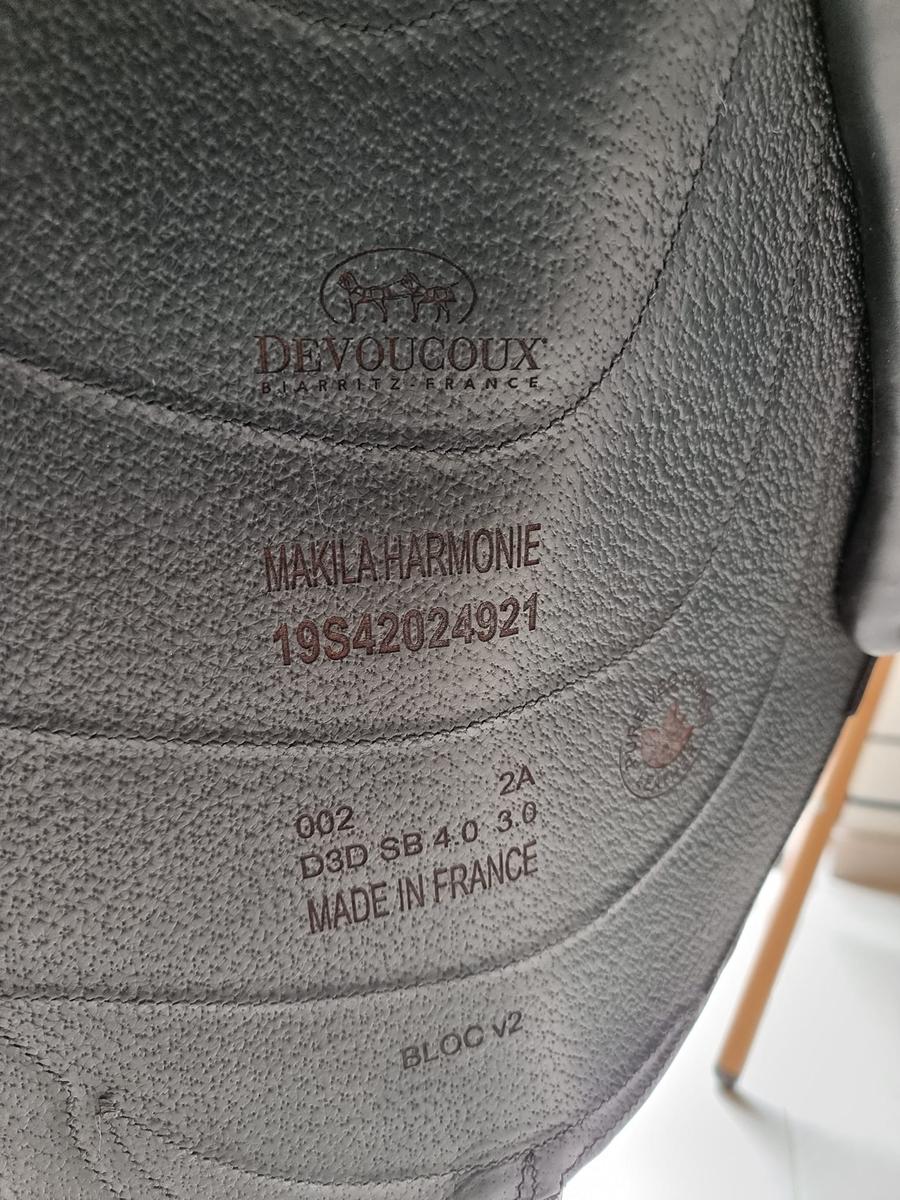 DEVOUCOUX
BIARRITZ-FRANCE
MAKILA HARMONIE
19S42024921
002 2A
D3D SB 4.0 3.0
MADE IN FRANCE
BLOC v2